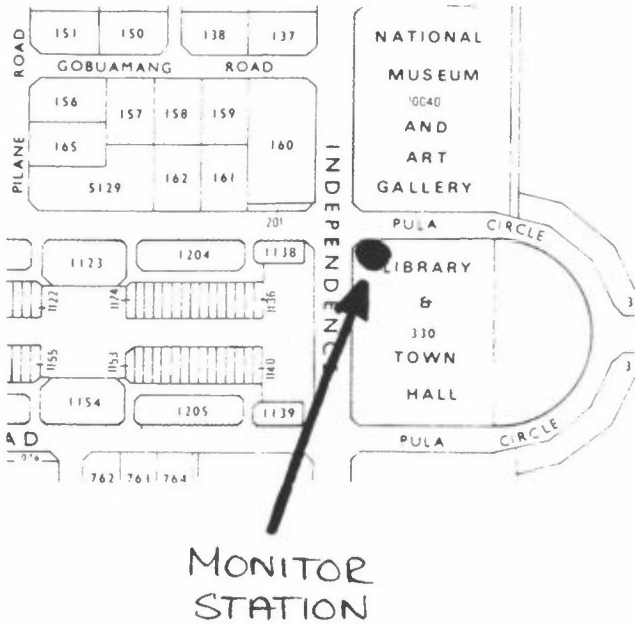 151 150 138 137
ROAD
GOBUAMANG ROAD
156
157 158 159
160
165
PILANE
5129
162 161
201
INDEPENDENCE
NATIONAL
MUSEUM
10040
AND
ART
GALLERY
PULA CIRCLE
1123
1204
1138
1122
1174
1136
LIBRARY
&
330
TOWN
HALL
1155
1153
1140
1154
1205
1139
PULA CIRCLE
AD
762 761 764
3
3
MONITOR
STATION